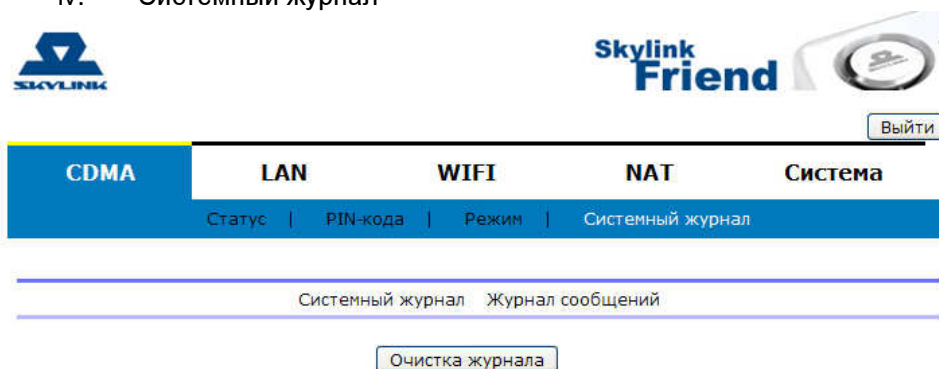 iv. Системный журнал
SKYLINK
Skylink
Friend
Выйти
CDMA LAN WIFI NAT Система
Статус | PIN-кода | Режим | Системный журнал
Системный журнал Журнал сообщений
Очистка журнала